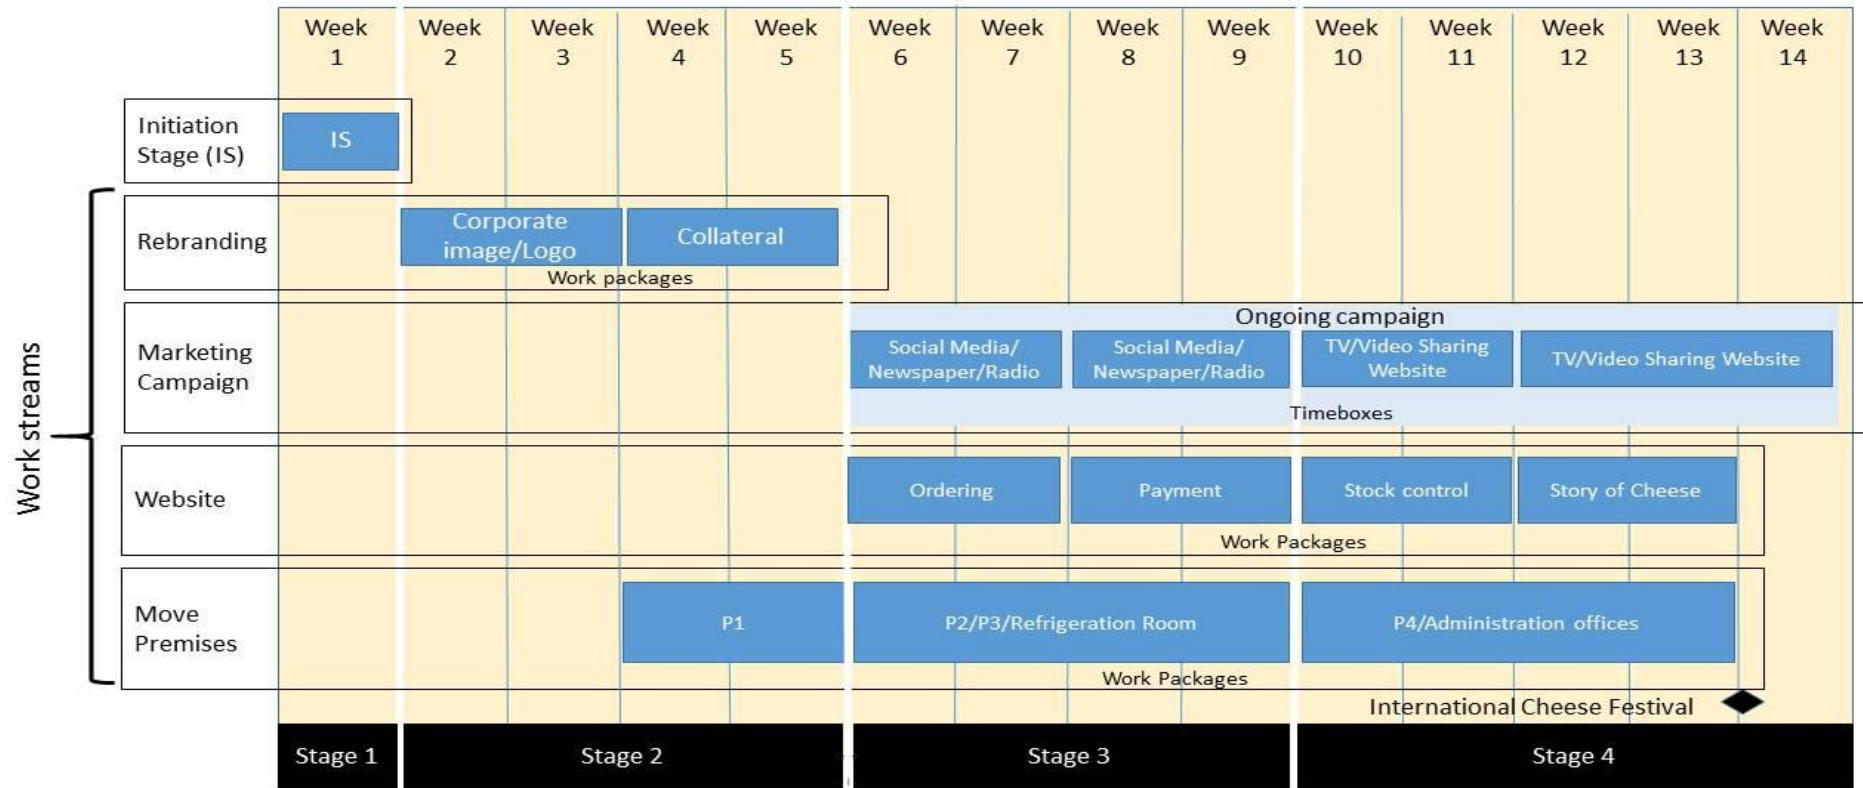 Week
1
Week
2
Week
3
Week
4
Week
5
Week
6
Week
7
Week
8
Week
9
Week
10
Week
11
Week
12
Week
13
Week
14
Initiation
Stage (IS)
IS
Work streams
Rebranding
Corporate
image/Logo
Collateral
Work packages
Marketing
Campaign
Ongoing campaign
Social Media/
Newspaper/Radio
Social Media/
Newspaper/Radio
TV/Video Sharing
Website
TV/Video Sharing Website
Timeboxes
Website
Ordering
Payment
Stock control
Story of Cheese
Work Packages
Move
Premises
P1
P2/P3/Refrigeration Room
P4/Administration offices
Work Packages
International Cheese Festival
Stage 1
Stage 2
Stage 3
Stage 4